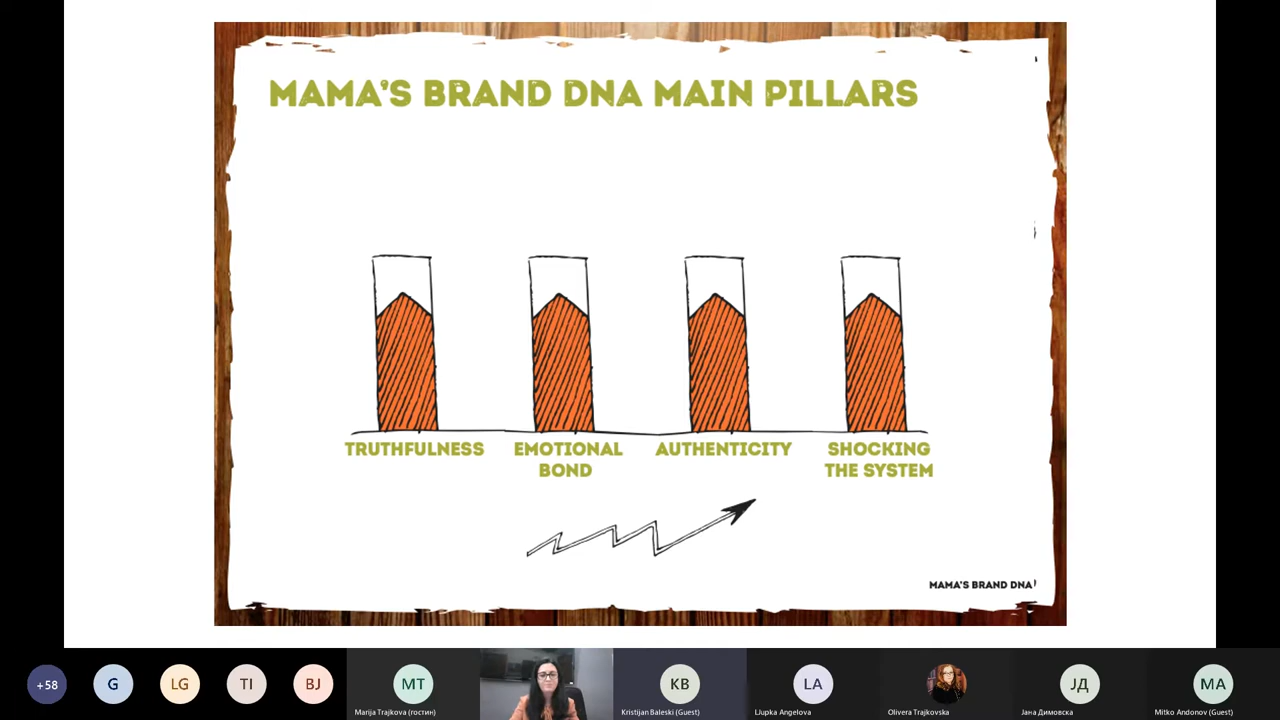 MAMA'S BRAND DNA MAIN PILLARS
TRUTHFULNESS
EMOTIONAL
BOND
AUTHENTICITY
SHOCKING
THE SYSTEM
MAMA'S BRAND DNA
+58
G
LG
TI
BJ
MT
Marija Trajkova (гостин)
KB
Kristijan Baleski (Guest)
LA
LJupka Angelova
Olivera Trajkovska
ЈД
Јана Димовска
MA
Mitko Andonov (Guest)